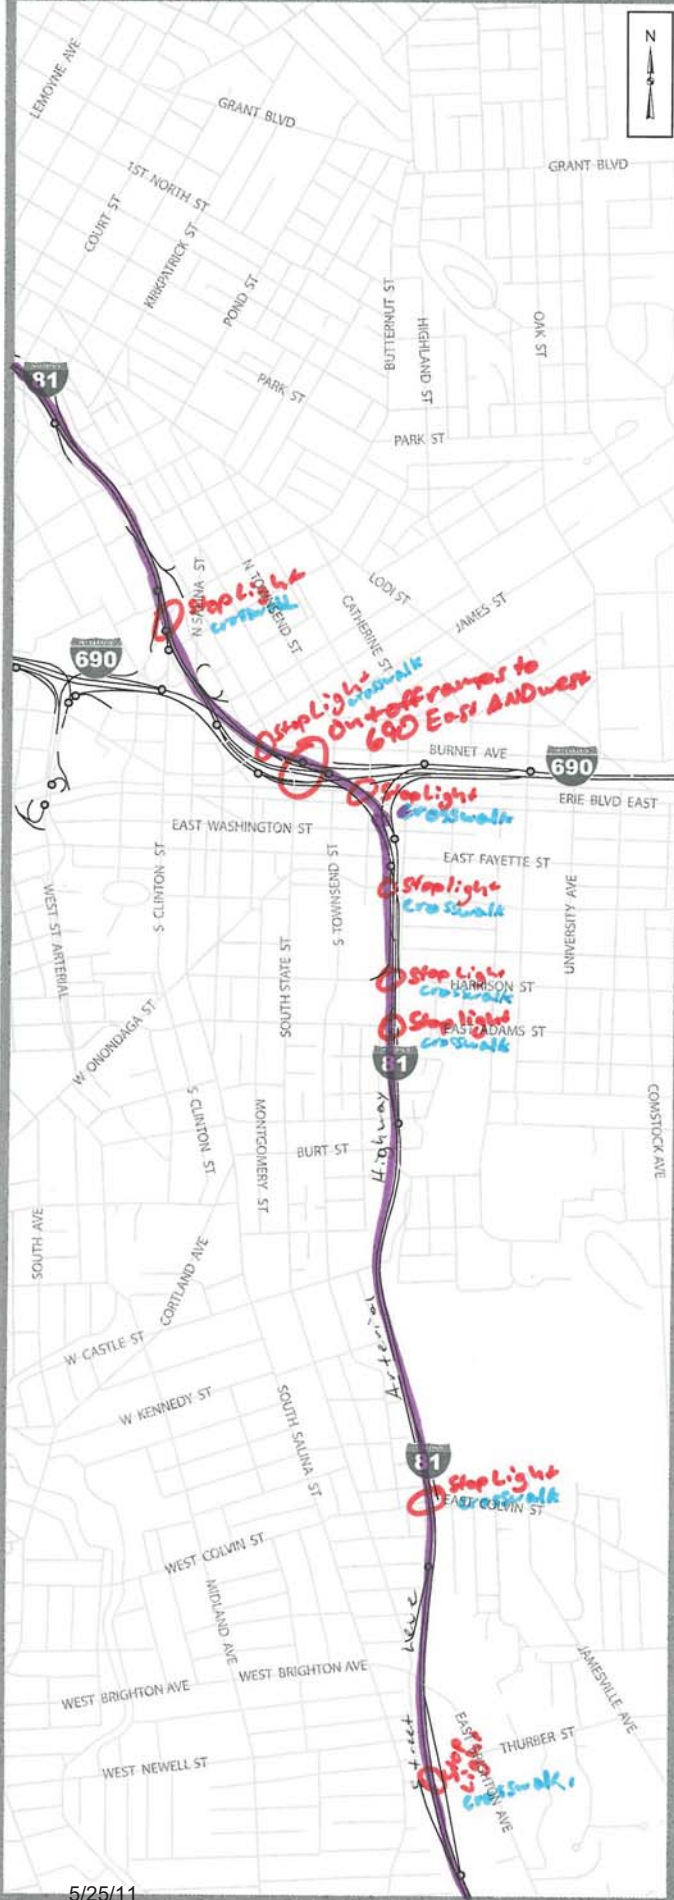 N
LEMOYNE AVE
GRANT BLVD
GRANT BLVD
1ST NORTH ST
COURT ST
KIRKPATRICK ST
POND ST
BUTTERNUT ST
HIGHLAND ST
OAK ST
81
PARK ST
PARK ST
N SALINA ST
N TOWNSEND ST
LODI ST
CATHERINE ST
JAMES ST
Stop Light
crosswalk
690
Stop Light
crosswalk
On + off ramps to
690 East AND west
BURNET AVE
690
ERIE BLVD EAST
Stop Light
crosswalk
EAST WASHINGTON ST
EAST FAYETTE ST
S CLINTON ST
S TOWNSEND ST
Stop light
crosswalk
WEST ST ARTERIAL
UNIVERSITY AVE
SOUTH STATE ST
Stop Light
HARRISON ST
crosswalk
Stop Light
EAST ADAMS ST
crosswalk
W ONONDAGA ST
81
S CLINTON ST
MONTGOMERY ST
BURT ST
Highway
COMSTOCK AVE
SOUTH AVE
CORTLAND AVE
W CASTLE ST
Arterial
W KENNEDY ST
SOUTH SALINA ST
81
Stop Light
crosswalk
EAST COLVIN ST
WEST COLVIN ST
MIDLAND AVE
Leve
JAMESVILLE AVE
WEST BRIGHTON AVE
WEST BRIGHTON AVE
Street
EAST BRIGHTON AVE
THURBER ST
WEST NEWELL ST
Stop
Light
crosswalk.
5/25/11